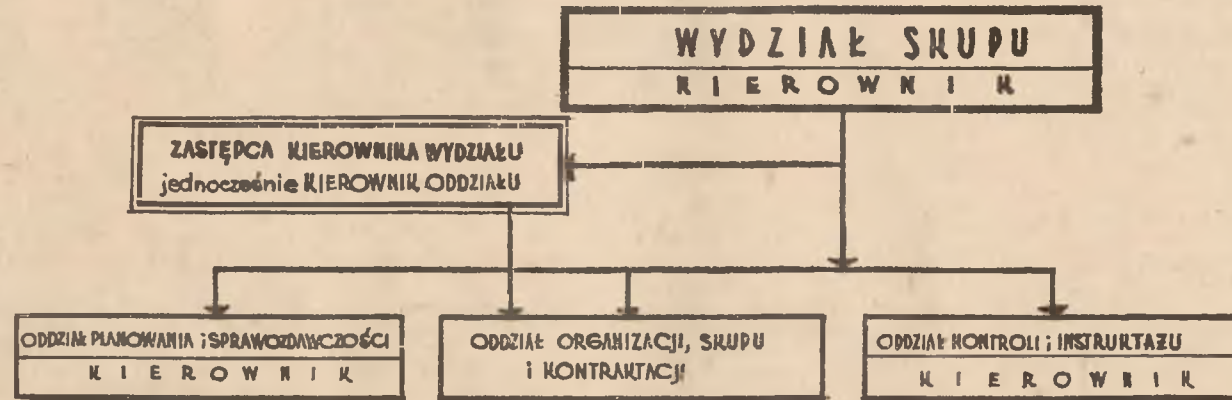 WYDZIAŁ SKUPU
KIEROWNIK
ZASTĘPCA KIEROWNIKA WYDZIAŁU
jednocześnie KIEROWNIK ODDZIAŁU
ODDZIAŁ PLANOWANIA i SPRAWOZDAWCZOŚCI
KIEROWNIK
ODDZIAŁ ORGANIZACJI, SKUPU
i KONTRAKTACJI
ODDZIAŁ KONTROLI i INSTRUKTAŻU
KIEROWNIK